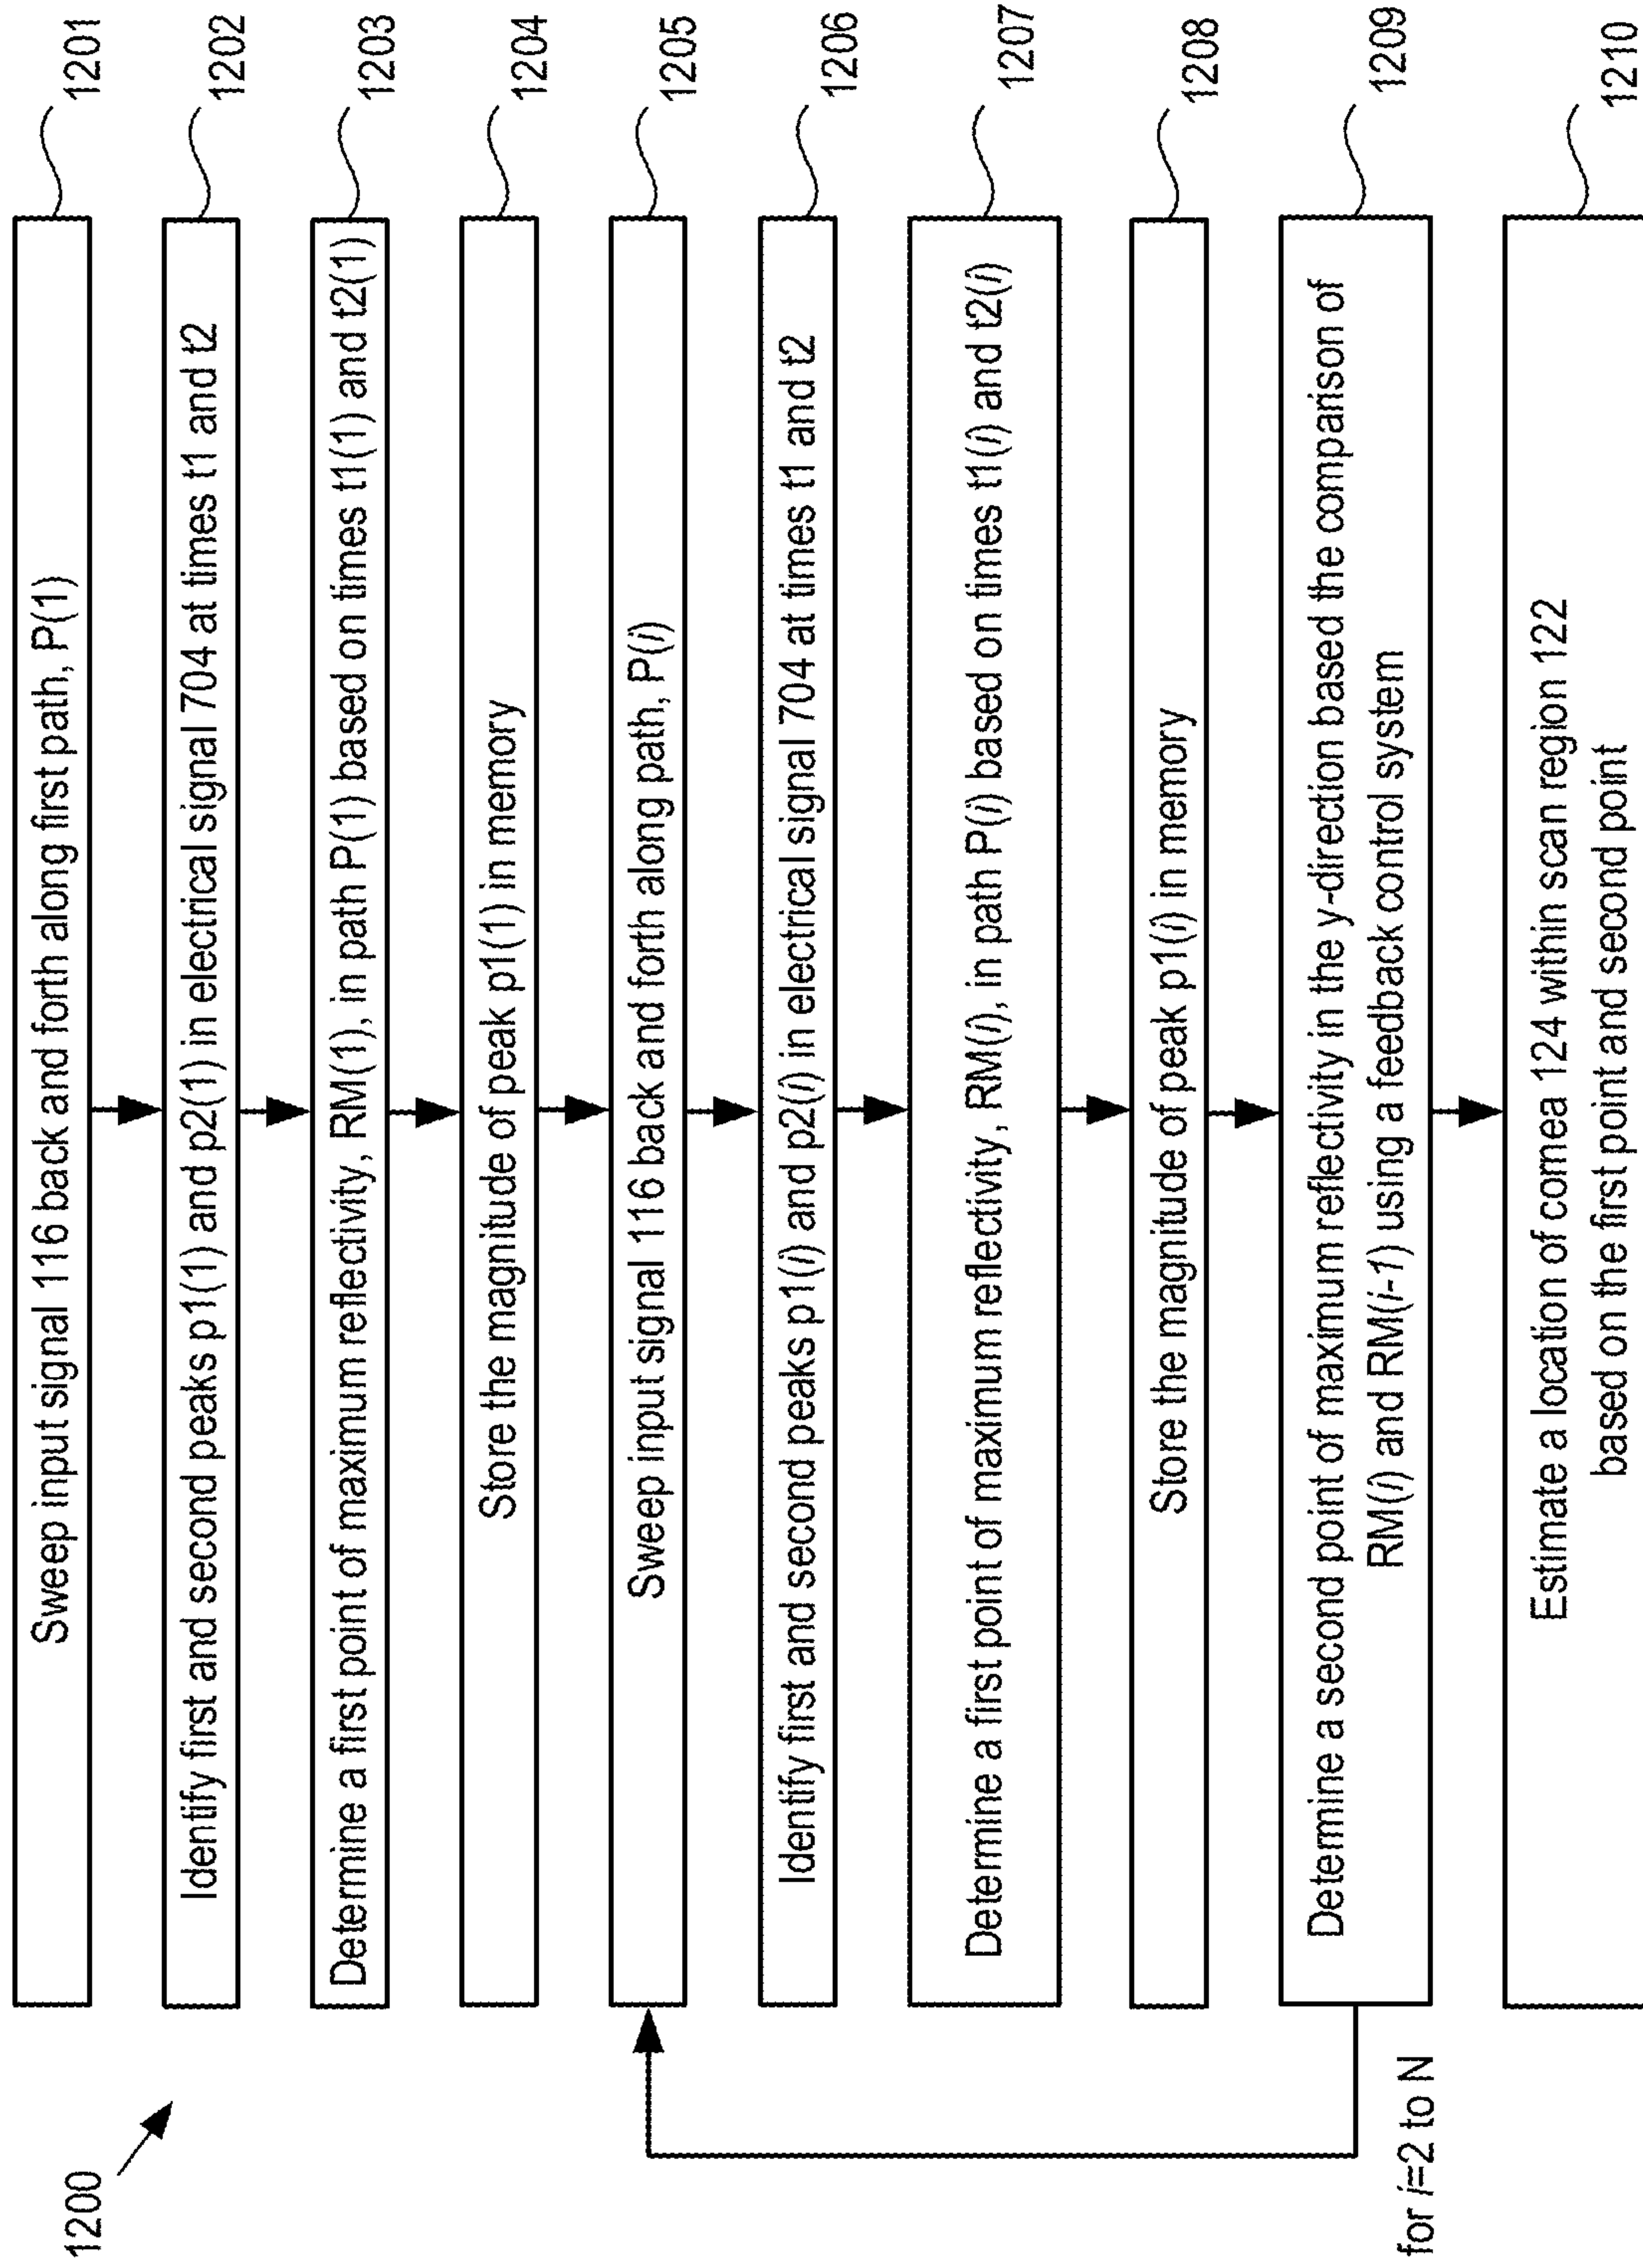 1200
Sweep input signal 116 back and forth along first path, P(1)
1201
Identify first and second peaks p1(1) and p2(1) in electrical signal 704 at times t1 and t2
1202
Determine a first point of maximum reflectivity, RM(1), in path P(1) based on times t1(1) and t2(1)
1203
Store the magnitude of peak p1(1) in memory
1204
Sweep input signal 116 back and forth along path, P(i)
1205
Identify first and second peaks p1(i) and p2(i) in electrical signal 704 at times t1 and t2
1206
Determine a first point of maximum reflectivity, RM(i), in path P(i) based on times t1(i) and t2(i)
1207
Store the magnitude of peak p1(i) in memory
1208
Determine a second point of maximum reflectivity in the y-direction based the comparison of
RM(i) and RM(i-1) using a feedback control system
1209
for i=2 to N
Estimate a location of cornea 124 within scan region 122
based on the first point and second point
1210